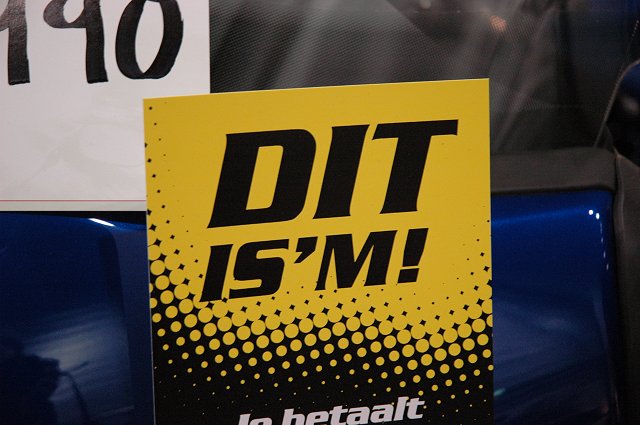 190
DIT
IS'M!
Je betaalt